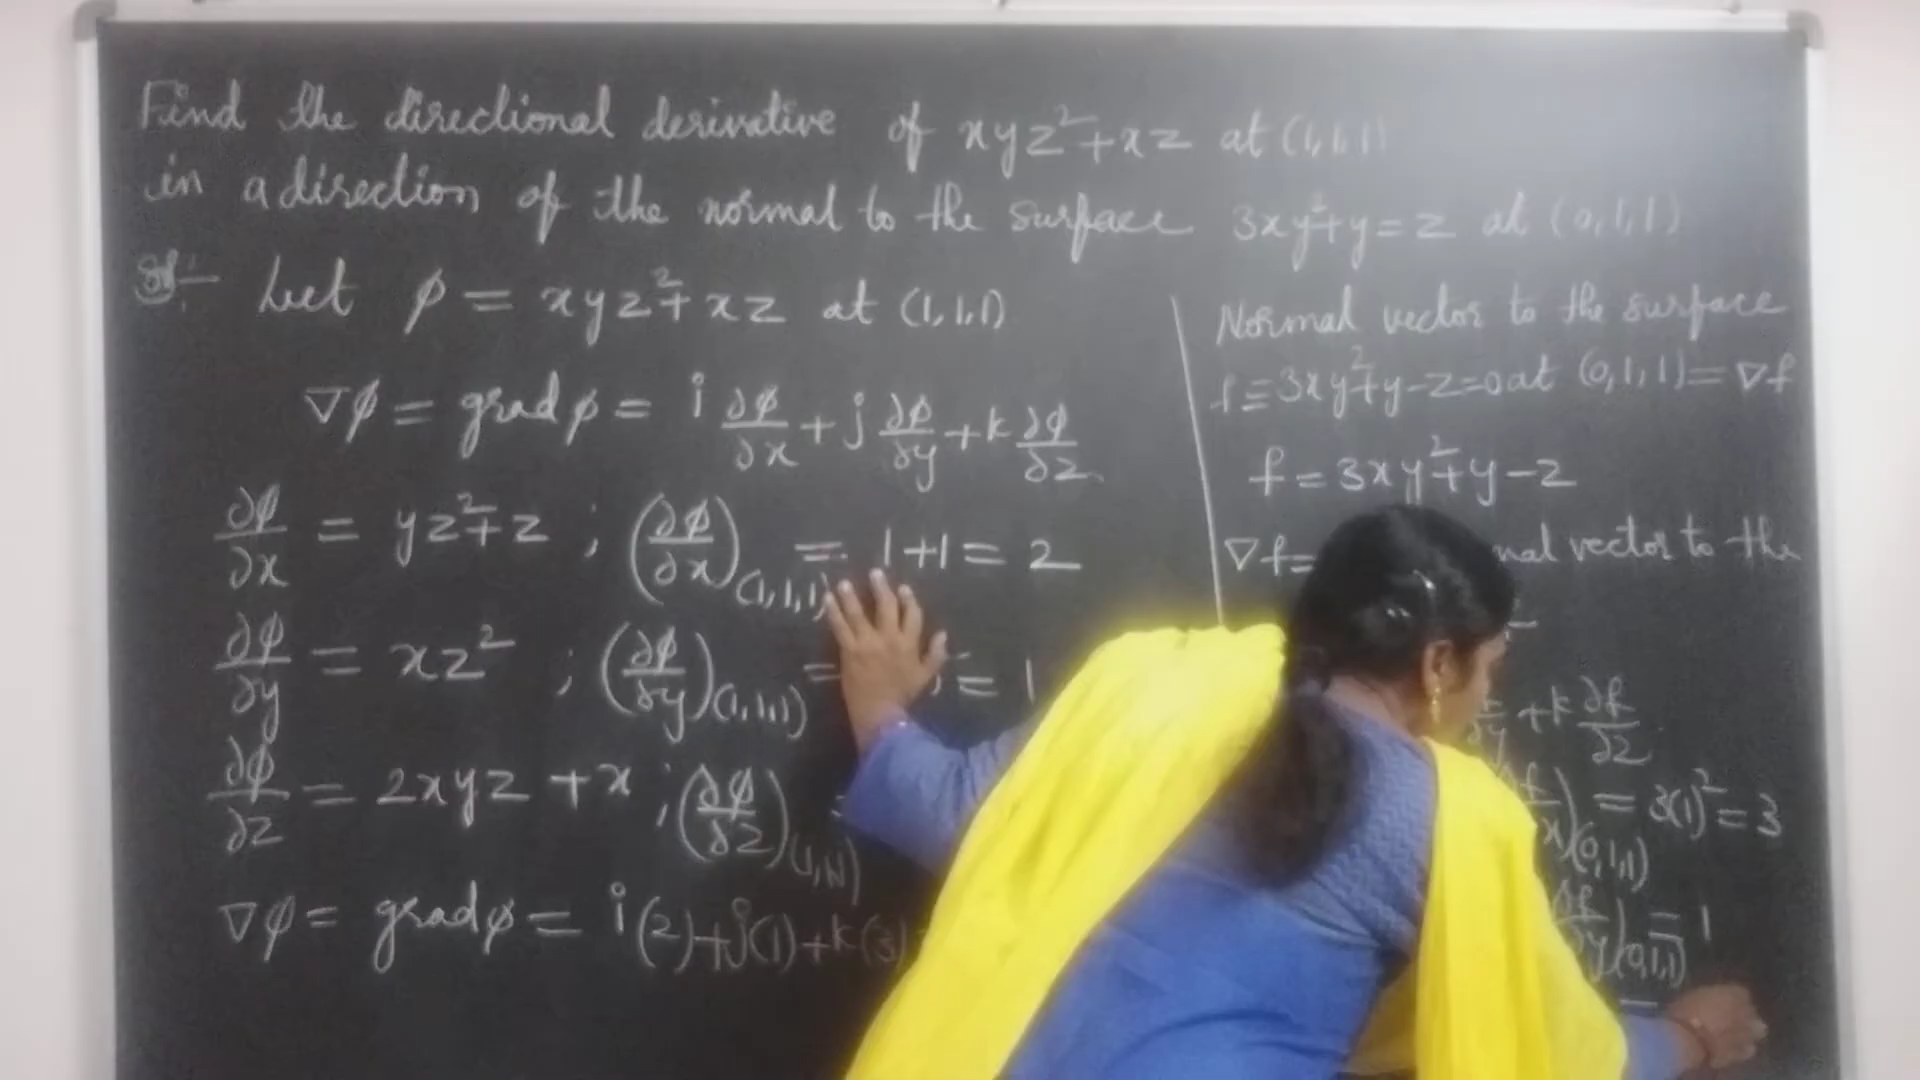 Find the directional derivative of xyz²+xz at (1,1,1)
in a direction of the normal to the surface 3xy²+y=z at (0,1,1)
Sol:- Let φ = xyz²+xz at (1,1,1)
∇φ = grad φ = i ∂φ/∂x + j ∂φ/∂y + k ∂φ/∂z
∂φ/∂x = yz²+z ; (∂φ/∂x)(1,1,1) = 1+1 = 2
∂φ/∂y = xz² ; (∂φ/∂y)(1,1,1) = = 1
∂φ/∂z = 2xyz + x ; (∂φ/∂z)(1,1,1)
∇φ = grad φ = i(2)+j(1)+k(3)
Normal vector to the surface
f = 3xy²+y-z=0 at (0,1,1) = ∇f
f = 3xy²+y-z
∇f = vector to the
+k ∂f/∂z
(0,1,1) = 3(1)² = 3
(0,1,1) = 1